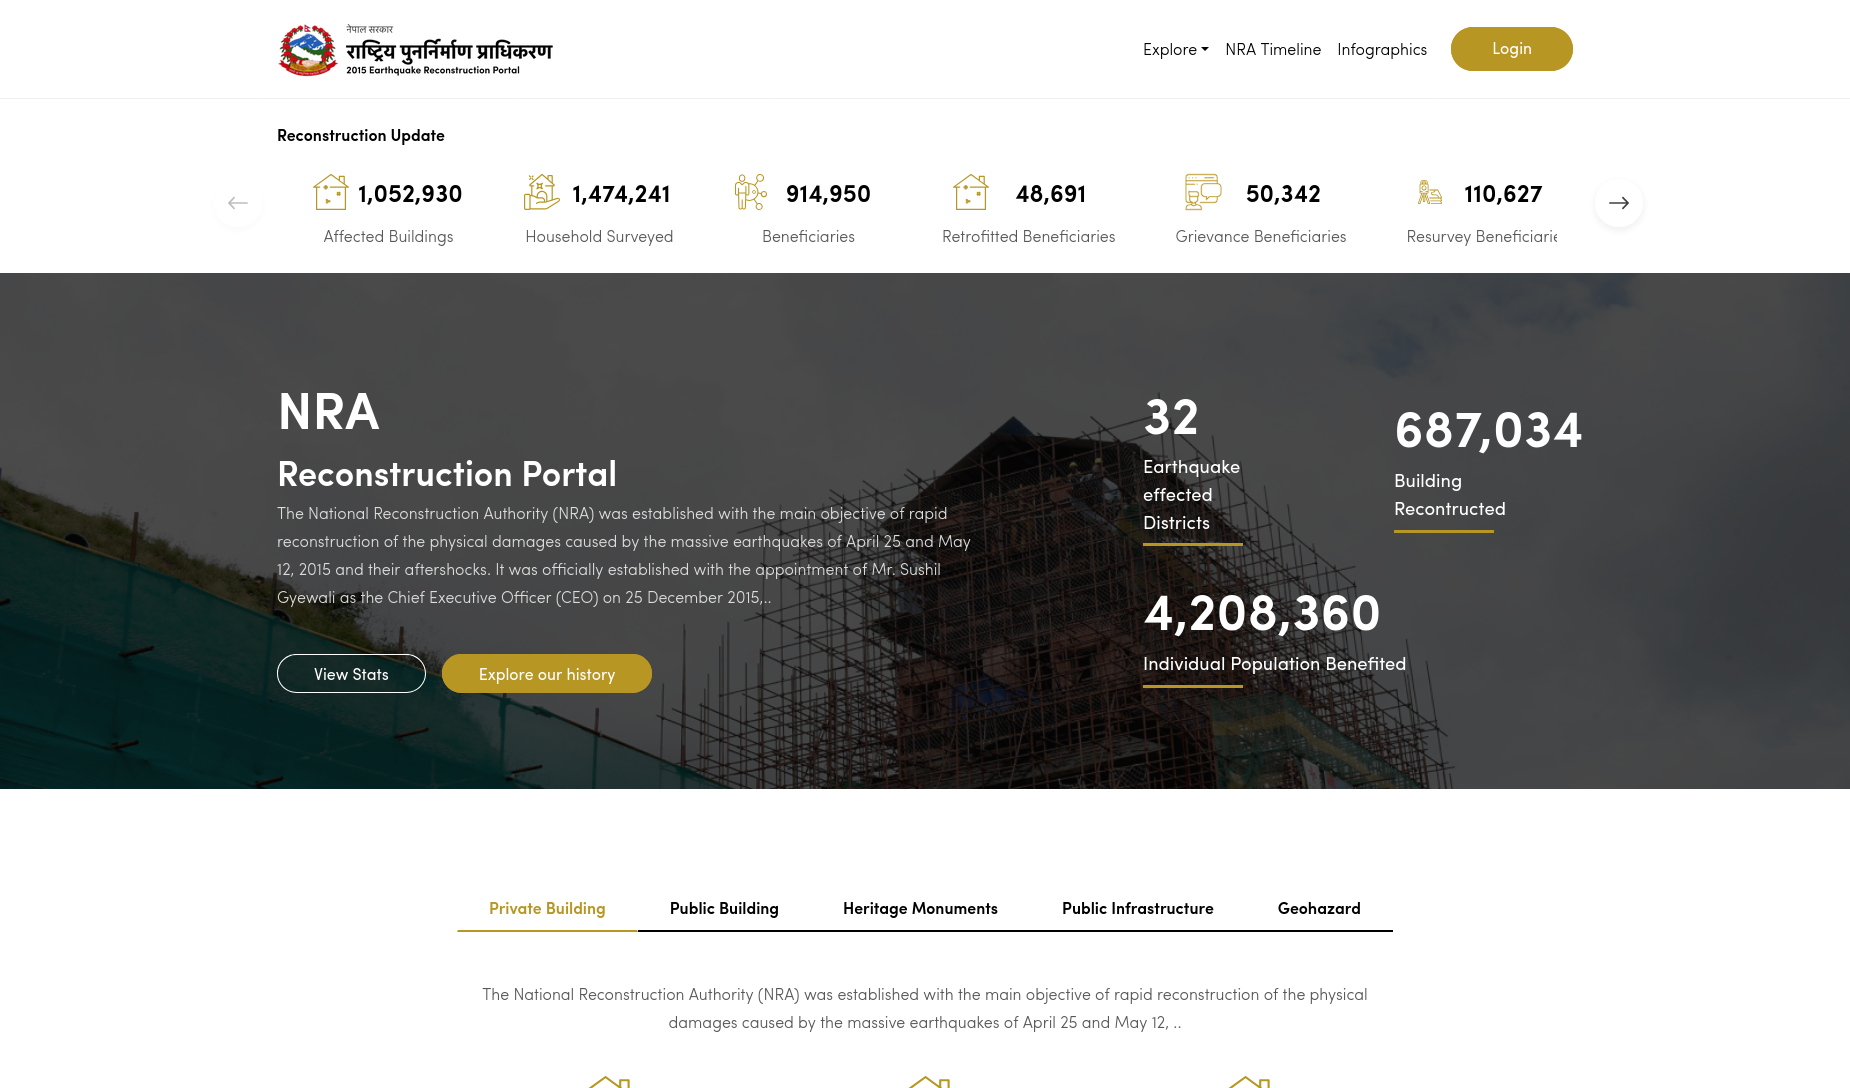 नेपाल सरकार
राष्ट्रिय पुनर्निर्माण प्राधिकरण
2015 Earthquake Reconstruction Portal
Explore
NRA Timeline
Infographics
Login
Reconstruction Update
1,052,930
Affected Buildings
1,474,241
Household Surveyed
914,950
Beneficiaries
48,691
Retrofitted Beneficiaries
50,342
Grievance Beneficiaries
110,627
Resurvey Beneficiarie
NRA
Reconstruction Portal
The National Reconstruction Authority (NRA) was established with the main objective of rapid
reconstruction of the physical damages caused by the massive earthquakes of April 25 and May
12, 2015 and their aftershocks. It was officially established with the appointment of Mr. Sushil
Gyewali as the Chief Executive Officer (CEO) on 25 December 2015,..
View Stats
Explore our history
32
Earthquake
effected
Districts
687,034
Building
Recontructed
4,208,360
Individual Population Benefited
Private Building
Public Building
Heritage Monuments
Public Infrastructure
Geohazard
The National Reconstruction Authority (NRA) was established with the main objective of rapid reconstruction of the physical
damages caused by the massive earthquakes of April 25 and May 12, ..